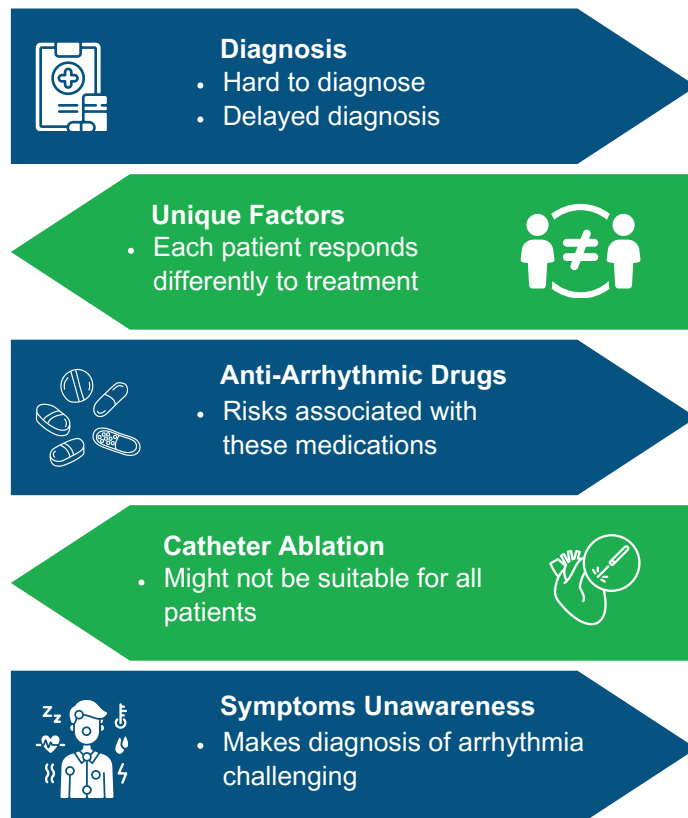 Diagnosis
• Hard to diagnose
• Delayed diagnosis
Unique Factors
• Each patient responds
differently to treatment
Anti-Arrhythmic Drugs
• Risks associated with
these medications
Catheter Ablation
• Might not be suitable for all
patients
Symptoms Unawareness
• Makes diagnosis of arrhythmia
challenging